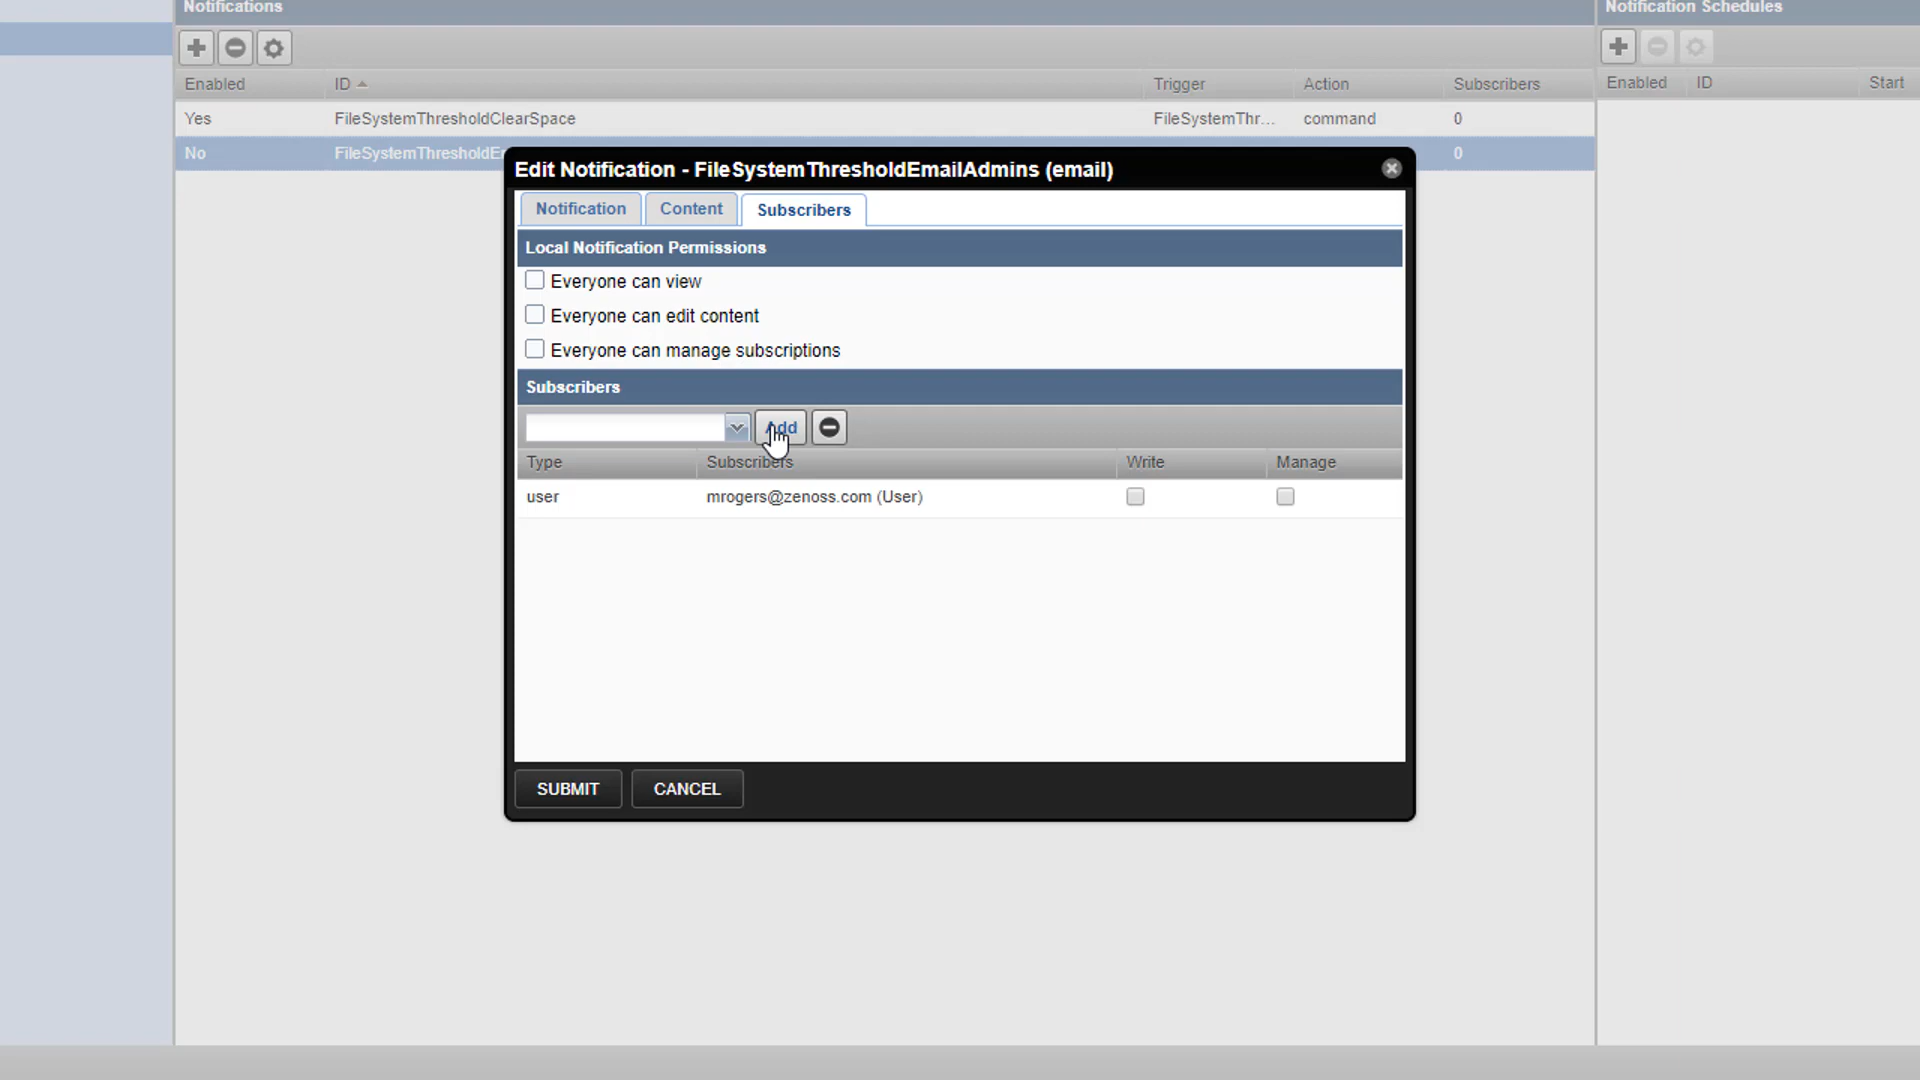 Notifications
Notification Schedules
Enabled ID Trigger Action Subscribers
Enabled ID Start
Yes FileSystemThresholdClearSpace FileSystemThr... command 0
No FileSystemThresholdE 0
Edit Notification - FileSystemThresholdEmailAdmins (email)
Notification Content Subscribers
Local Notification Permissions
Everyone can view
Everyone can edit content
Everyone can manage subscriptions
Subscribers
Add
Type Subscribers Write Manage
user mrogers@zenoss.com (User)
SUBMIT CANCEL